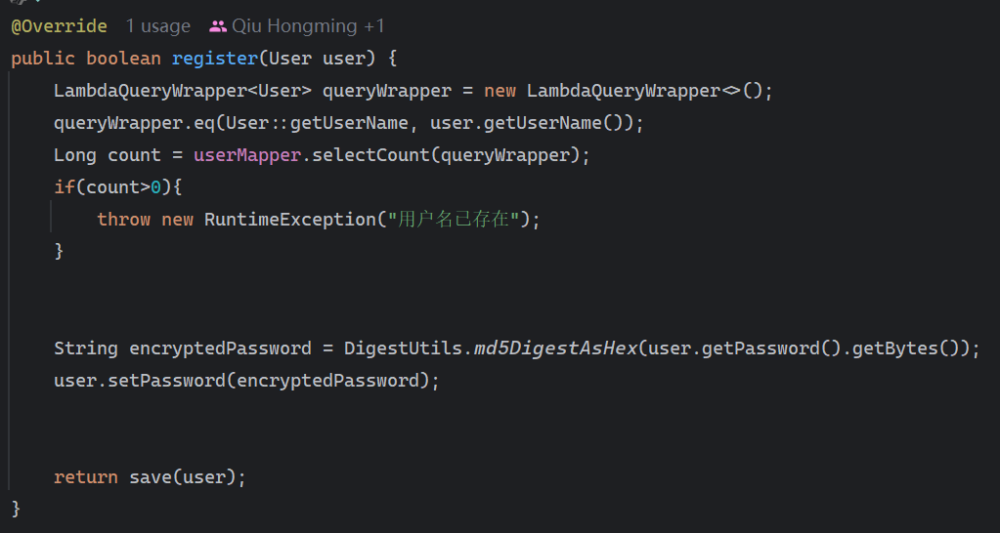 @Override 1 usage Qiu Hongming +1
public boolean register(User user) {
LambdaQueryWrapper<User> queryWrapper = new LambdaQueryWrapper<>();
queryWrapper.eq(User::getUserName, user.getUserName());
Long count = userMapper.selectCount(queryWrapper);
if(count>0){
throw new RuntimeException("用户名已存在");
}
String encryptedPassword = DigestUtils.md5DigestAsHex(user.getPassword().getBytes());
user.setPassword(encryptedPassword);
return save(user);
}